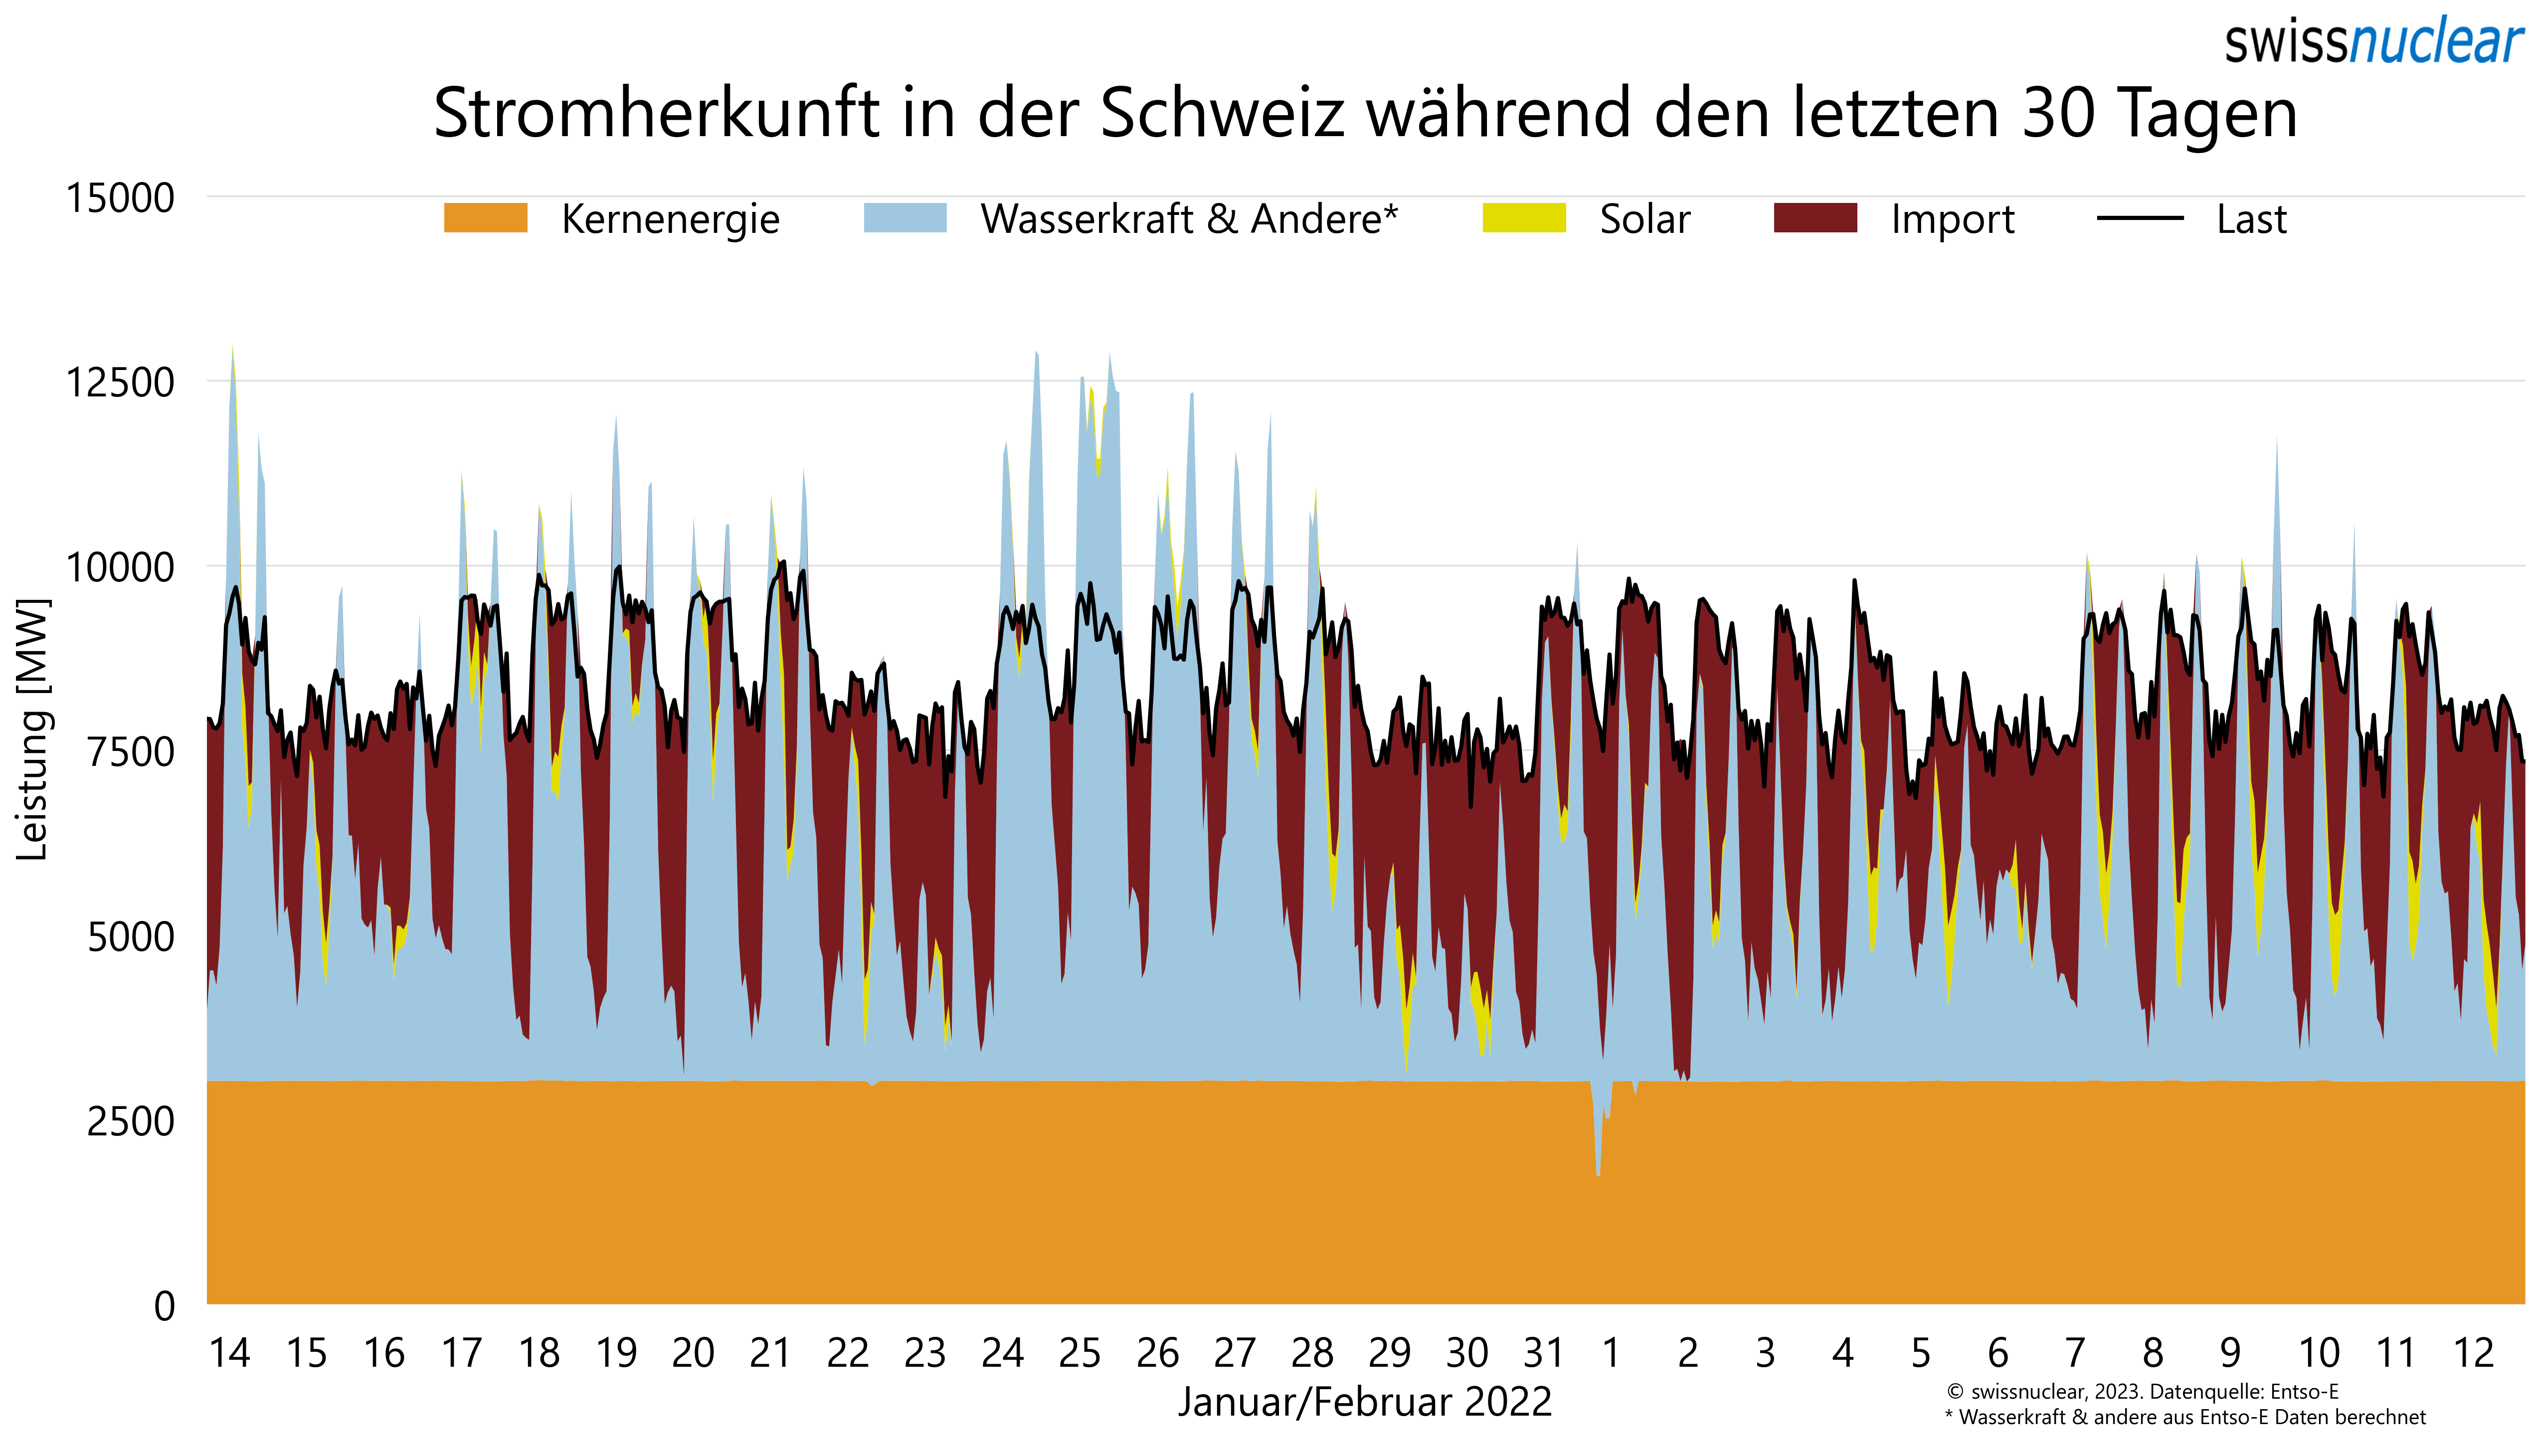 swissnuclear
Stromherkunft in der Schweiz während den letzten 30 Tagen
15000
Kernenergie Wasserkraft & Andere* Solar Import Last
12500
10000
7500
5000
2500
0
Leistung [MW]
14 15 16 17 18 19 20 21 22 23 24 25 26 27 28 29 30 31 1 2 3 4 5 6 7 8 9 10 11 12
Januar/Februar 2022
© swissnuclear, 2023. Datenquelle: Entso-E
* Wasserkraft & andere aus Entso-E Daten berechnet